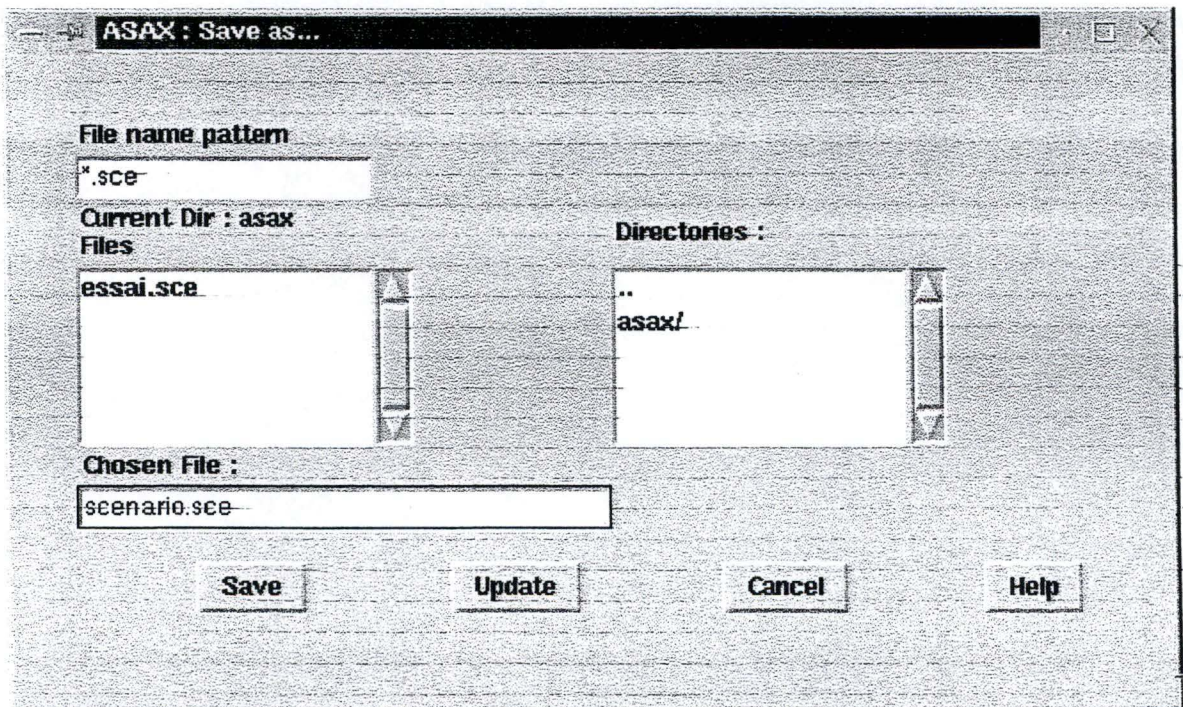 ASAX : Save as...
File name pattern
*.sce
Current Dir : asax
Files
essai.sce
Directories :
..
asax/
Chosen File :
scenario.sce
Save Update Cancel Help